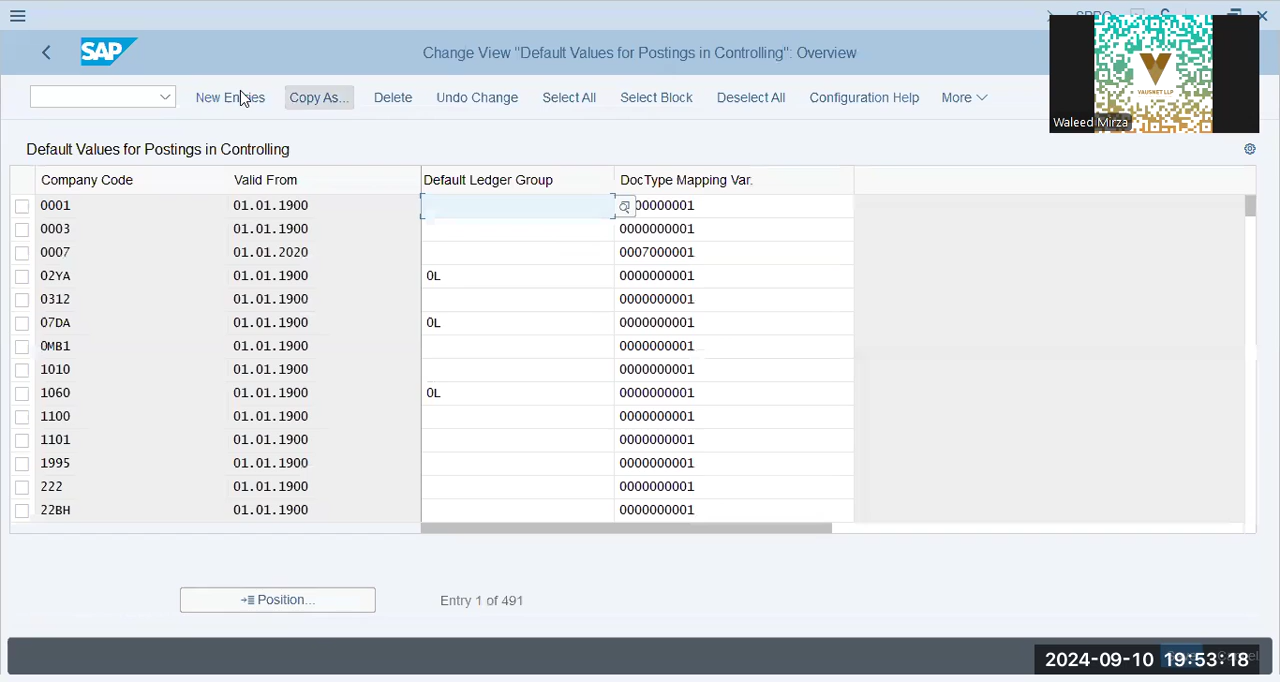 SPRO
SAP
Change View "Default Values for Postings in Controlling": Overview
New Entries Copy As... Delete Undo Change Select All Select Block Deselect All Configuration Help More
VAUSNET LLP
Waleed Mirza
Default Values for Postings in Controlling
Company Code Valid From Default Ledger Group DocType Mapping Var.
0001 01.01.1900 0000000001
0003 01.01.1900 0000000001
0007 01.01.2020 0007000001
02YA 01.01.1900 0L 0000000001
0312 01.01.1900 0000000001
07DA 01.01.1900 0L 0000000001
0MB1 01.01.1900 0000000001
1010 01.01.1900 0000000001
1060 01.01.1900 0L 0000000001
1100 01.01.1900 0000000001
1101 01.01.1900 0000000001
1995 01.01.1900 0000000001
222 01.01.1900 0000000001
22BH 01.01.1900 0000000001
Position... Entry 1 of 491
2024-09-10 19:53:18